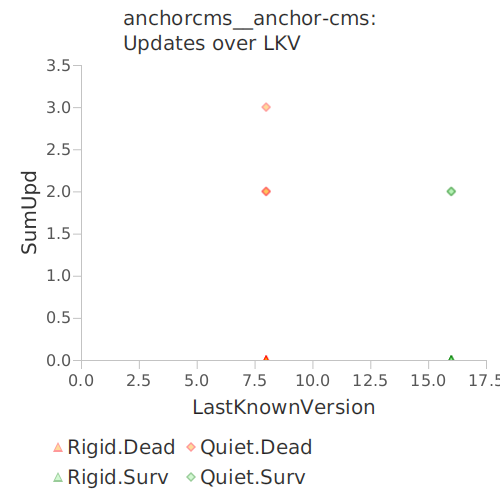 anchorcms__anchor-cms:
Updates over LKV
3.5
3.0
2.5
2.0
1.5
1.0
0.5
0.0
SumUpd
0.0 2.5 5.0 7.5 10.0 12.5 15.0 17.5
LastKnownVersion
Rigid.Dead Quiet.Dead
Rigid.Surv Quiet.Surv